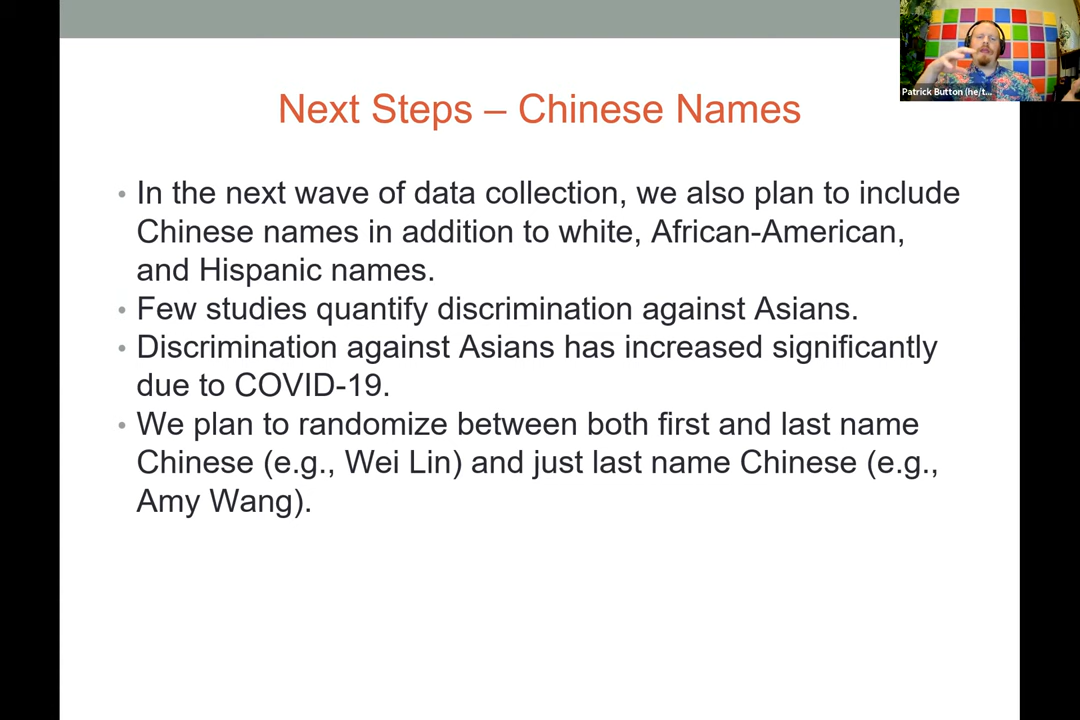 Patrick Button (he/t...
Next Steps – Chinese Names
• In the next wave of data collection, we also plan to include
Chinese names in addition to white, African-American,
and Hispanic names.
• Few studies quantify discrimination against Asians.
• Discrimination against Asians has increased significantly
due to COVID-19.
• We plan to randomize between both first and last name
Chinese (e.g., Wei Lin) and just last name Chinese (e.g.,
Amy Wang).